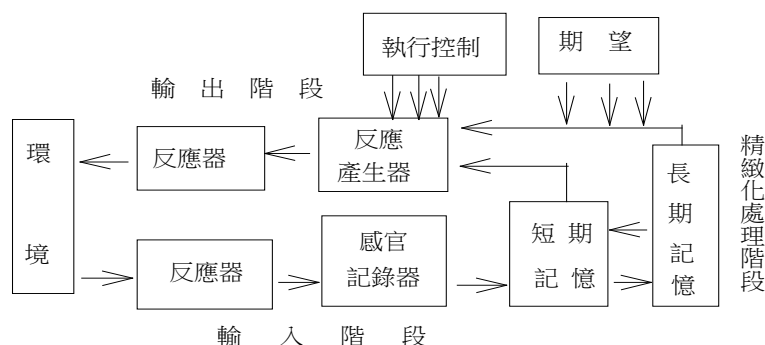 執行控制
期 望
輸 出 階 段
環
境
反應器
反應
產生器
長
期
記
憶
精緻化處理階段
反應器
感官
記錄器
短 期
記 憶
輸 入 階 段